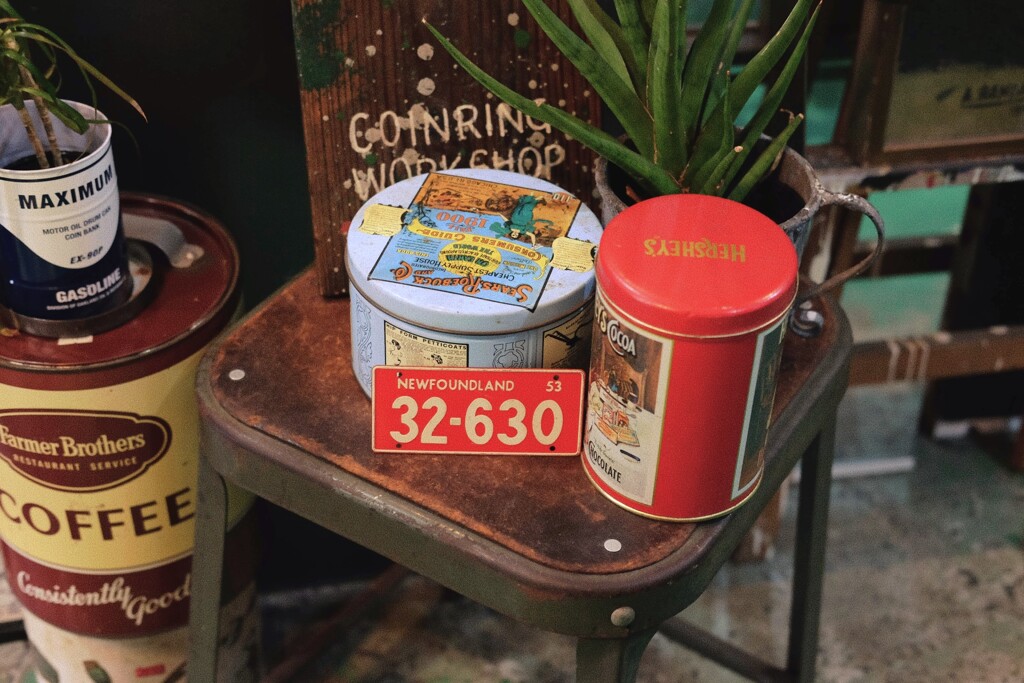 COINRING
WORKSHOP
MAXIMUM
MOTOR OIL DRUM CAN
COIN BANK
EX-90P
GASOLINE
Farmer Brothers
RESTAURANT SERVICE
COFFEE
Consistently Good
SEARS, ROEBUCK AND CO.
CHEAPEST SUPPLY HOUSE
CONSUMERS GUIDE
1900
PETTICOATS
NEWFOUNDLAND 53
32-630
HERSHEY'S
'S COCOA
CHOCOLATE